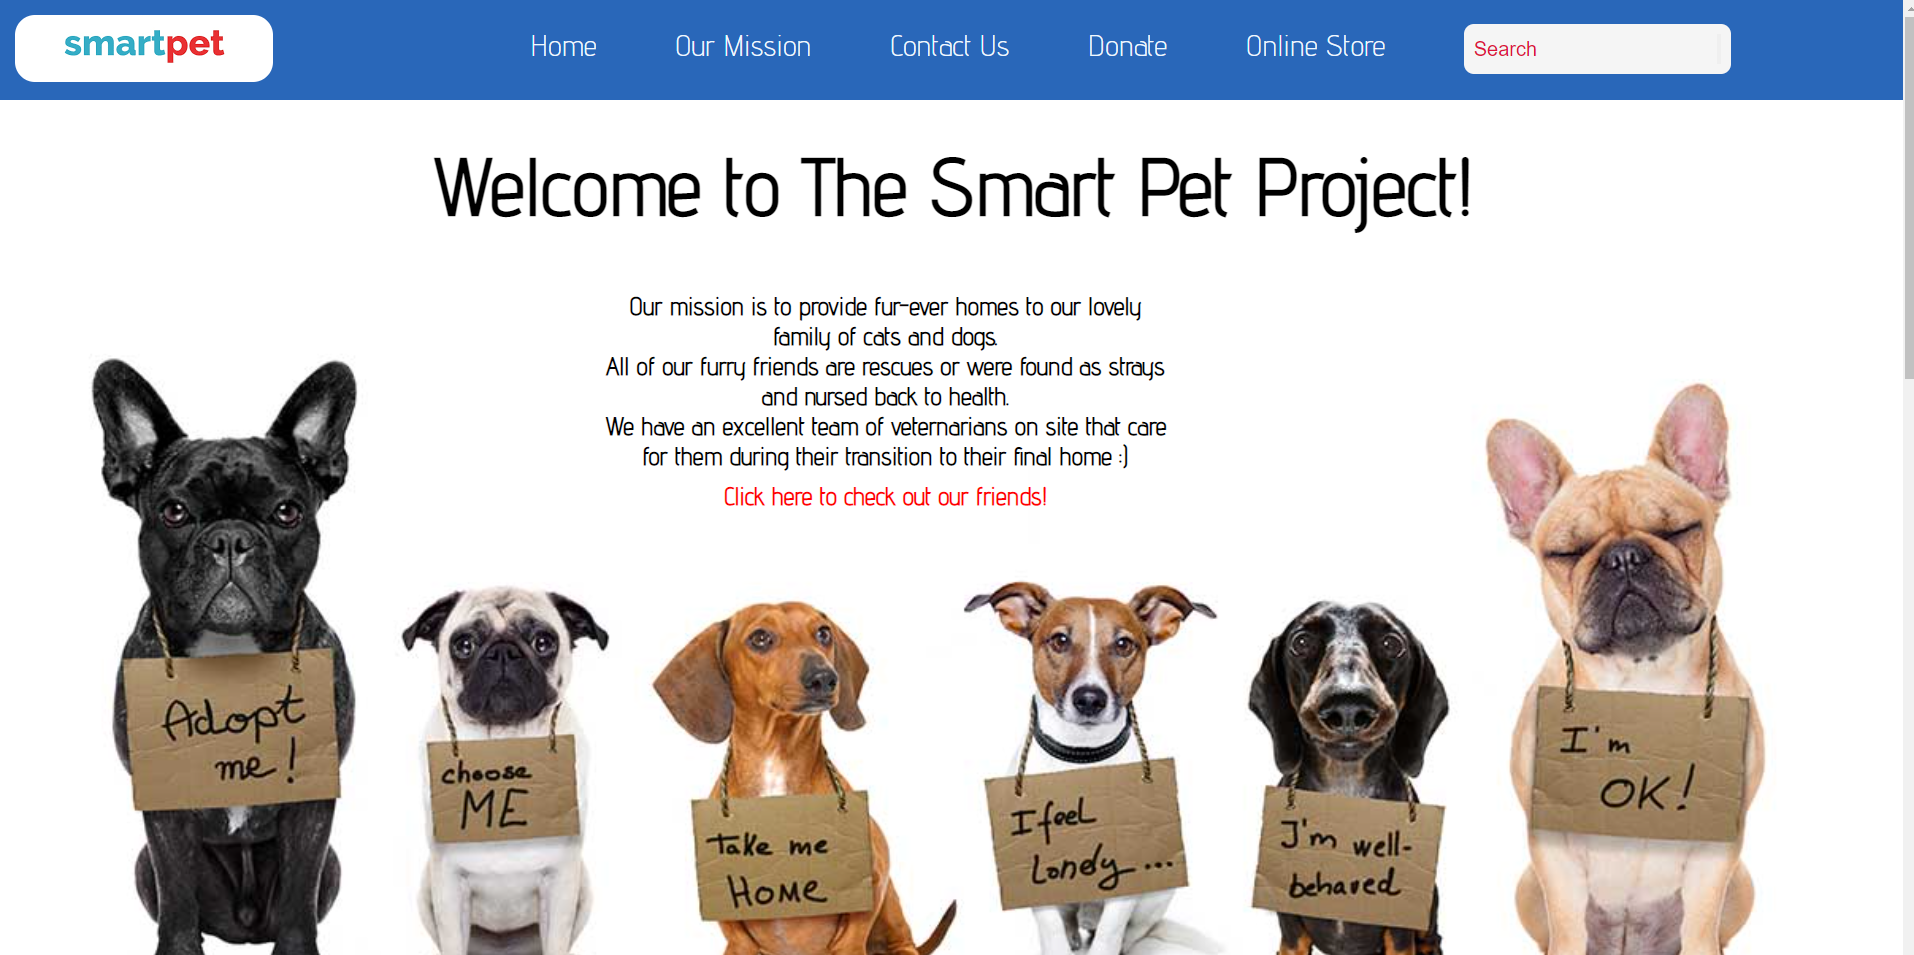 smartpet
Home
Our Mission
Contact Us
Donate
Online Store
Search
Welcome to The Smart Pet Project!
Our mission is to provide fur-ever homes to our lovely
family of cats and dogs.
All of our furry friends are rescues or were found as strays
and nursed back to health.
We have an excellent team of veternarians on site that care
for them during their transition to their final home :)
Click here to check out our friends!
Adopt
me!
choose
ME
Take me
HOME
I feel
Lonely...
I'm well-
behaved
I'm
OK!